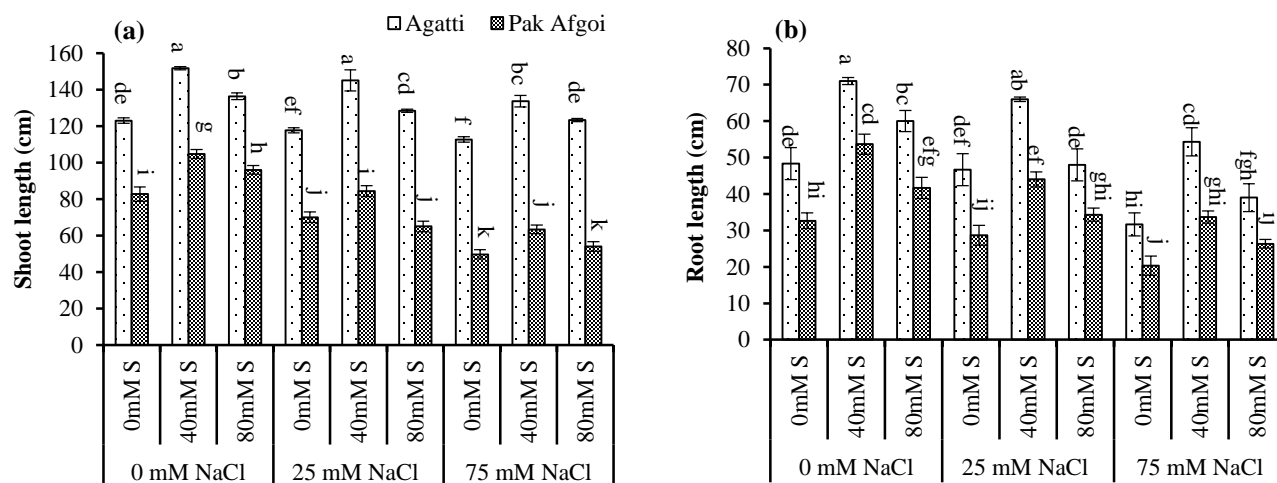 (a)
Agatti
Pak Afgoi
Shoot length (cm)
160
140
120
100
80
60
40
20
0
de
i
a
g
b
h
ef
j
a
i
cd
j
f
k
bc
j
de
k
0mM S
40mM S
80mM S
0mM S
40mM S
80mM S
0mM S
40mM S
80mM S
0 mM NaCl
25 mM NaCl
75 mM NaCl
(b)
Root length (cm)
80
70
60
50
40
30
20
10
0
de
hi
a
cd
bc
efg
def
ij
ab
ef
de
ghi
hi
j
cd
ghi
fgh
ij
0mM S
40mM S
80mM S
0mM S
40mM S
80mM S
0mM S
40mM S
80mM S
0 mM NaCl
25 mM NaCl
75 mM NaCl